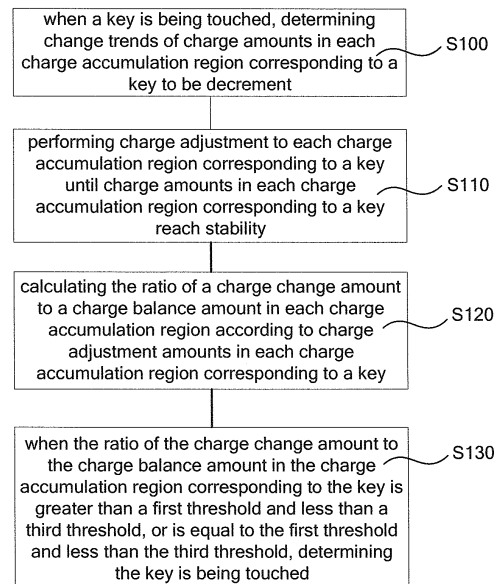 when a key is being touched, determining
change trends of charge amounts in each
charge accumulation region corresponding to a
key to be decrement
S100
performing charge adjustment to each charge
accumulation region corresponding to a key
until charge amounts in each charge
accumulation region corresponding to a key
reach stability
S110
calculating the ratio of a charge change amount
to a charge balance amount in each charge
accumulation region according to charge
adjustment amounts in each charge
accumulation region corresponding to a key
S120
when the ratio of the charge change amount to
the charge balance amount in the charge
accumulation region corresponding to the key is
greater than a first threshold and less than a
third threshold, or is equal to the first threshold
and less than the third threshold, determining
the key is being touched
S130